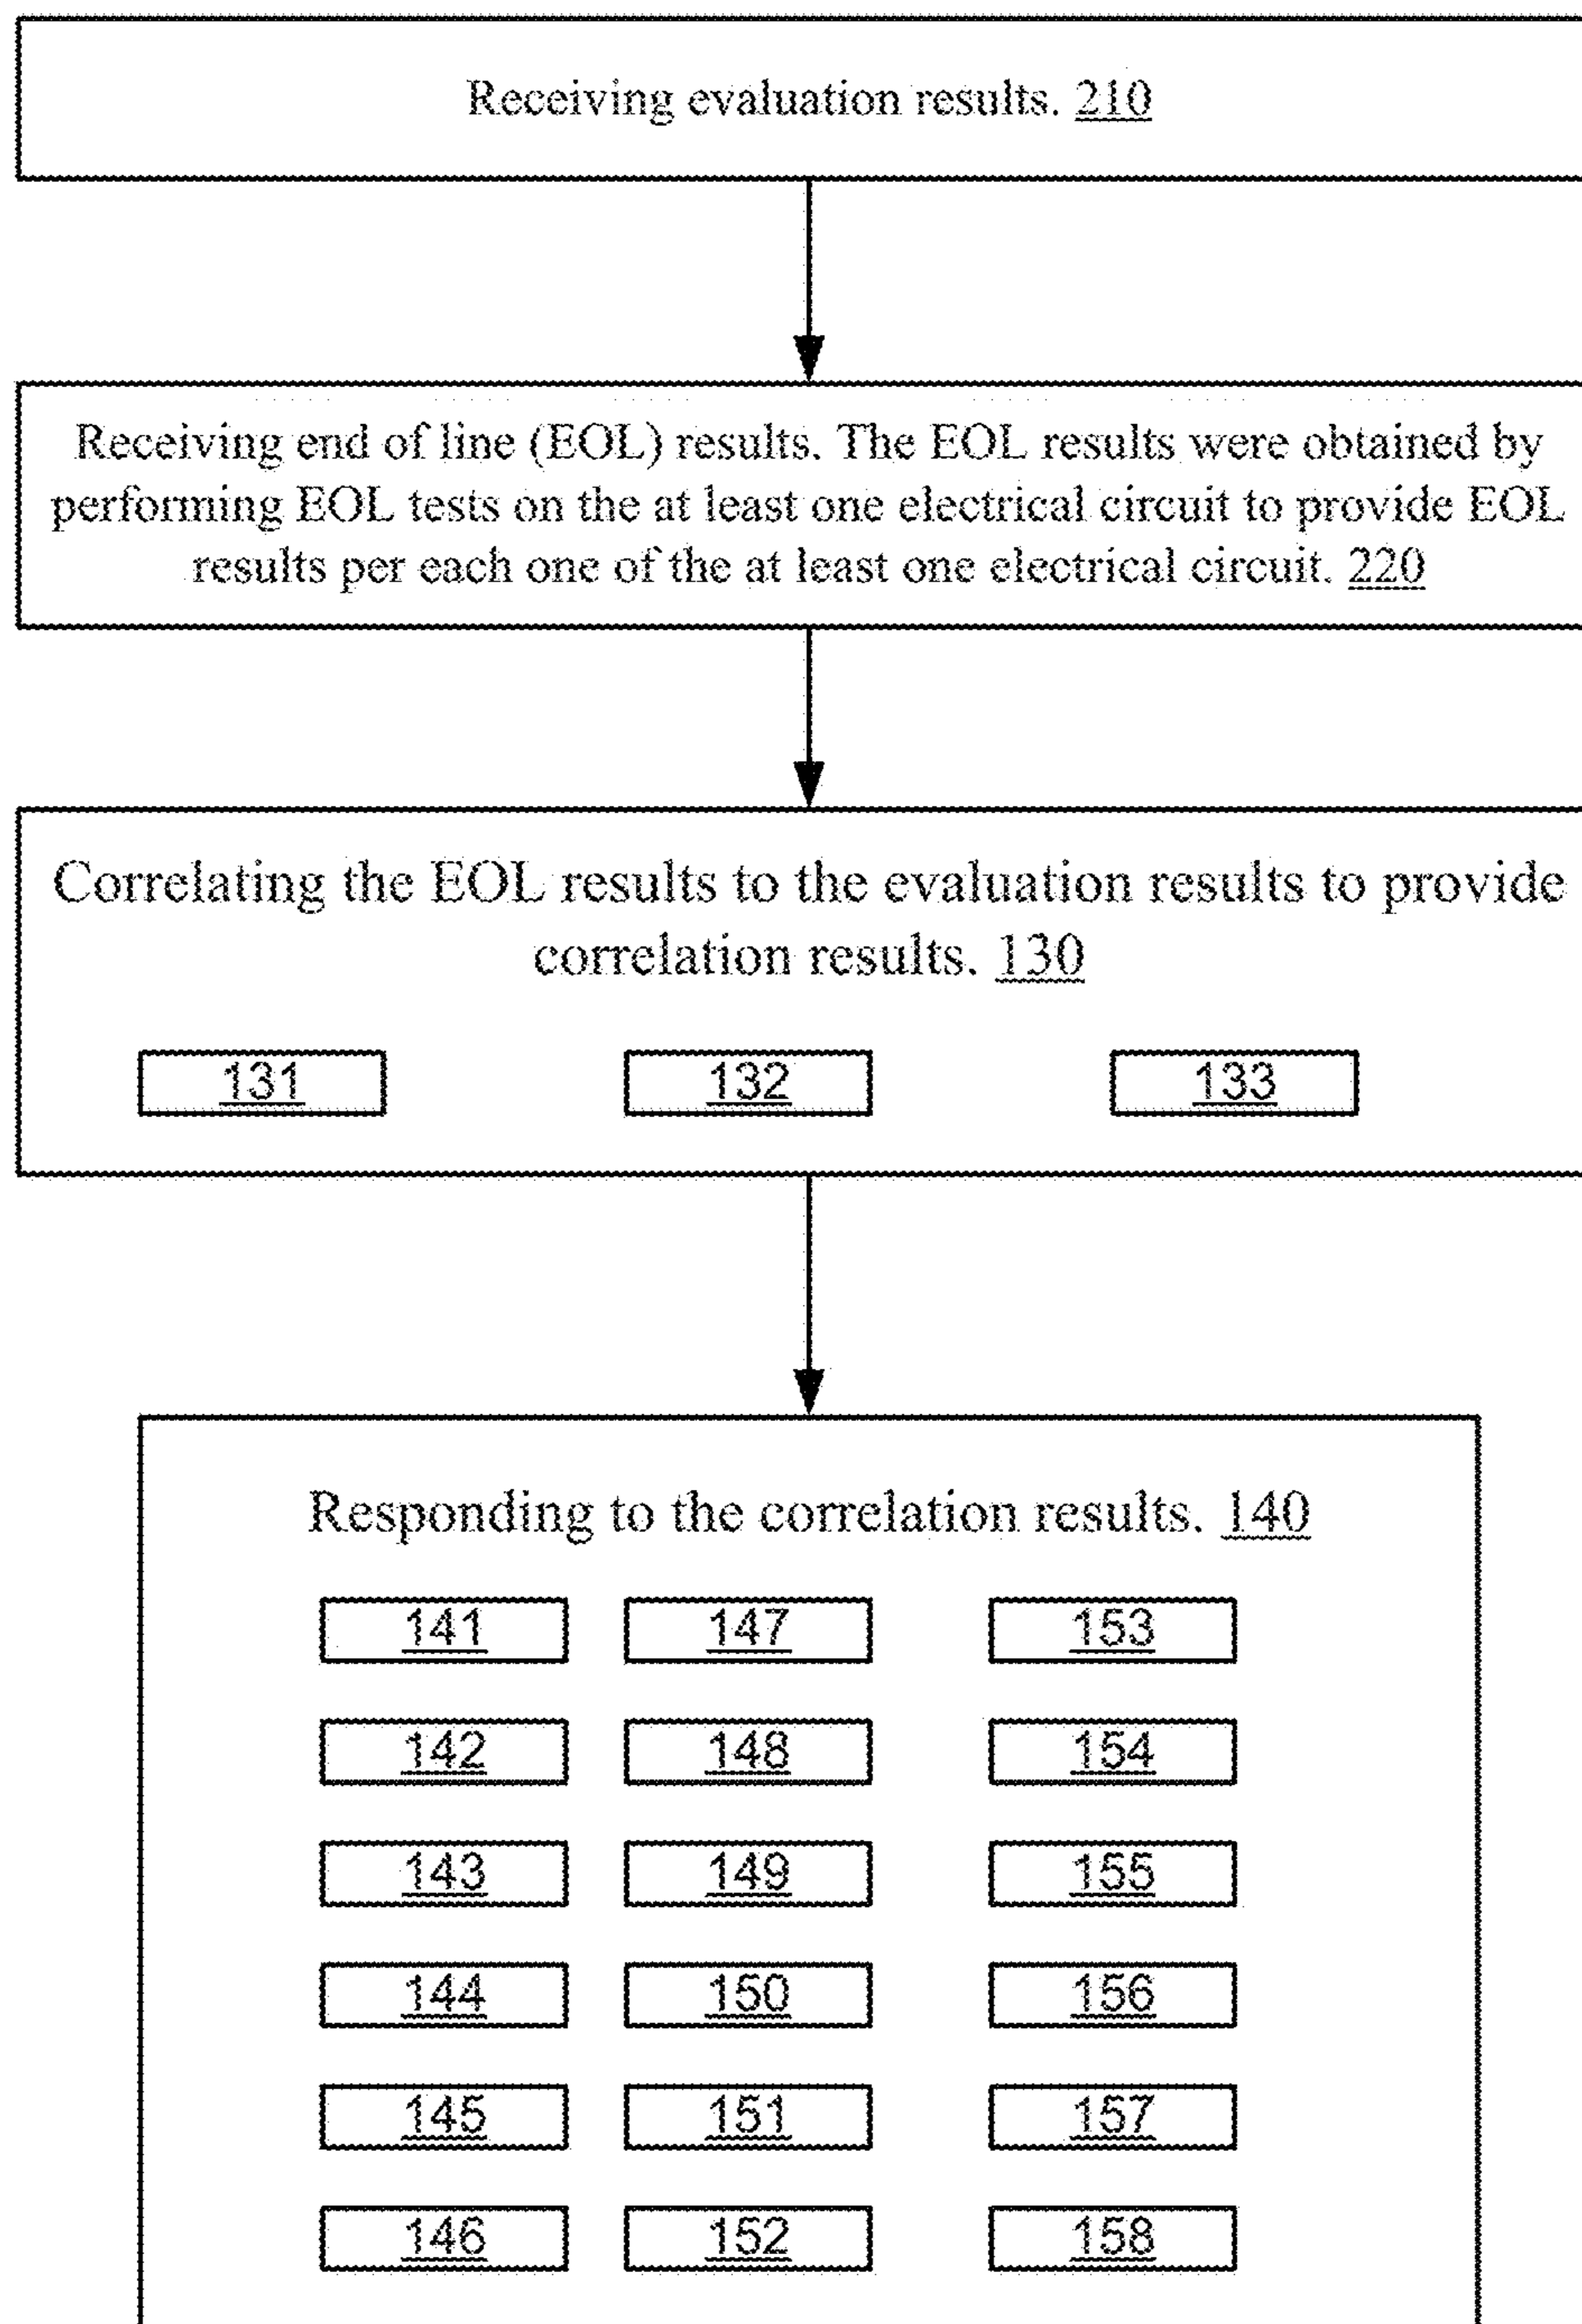 Receiving evaluation results. 210
Receiving end of line (EOL) results. The EOL results were obtained by
performing EOL tests on the at least one electrical circuit to provide EOL
results per each one of the at least one electrical circuit. 220
Correlating the EOL results to the evaluation results to provide
correlation results. 130
131 132 133
Responding to the correlation results. 140
141 147 153
142 148 154
143 149 155
144 150 156
145 151 157
146 152 158